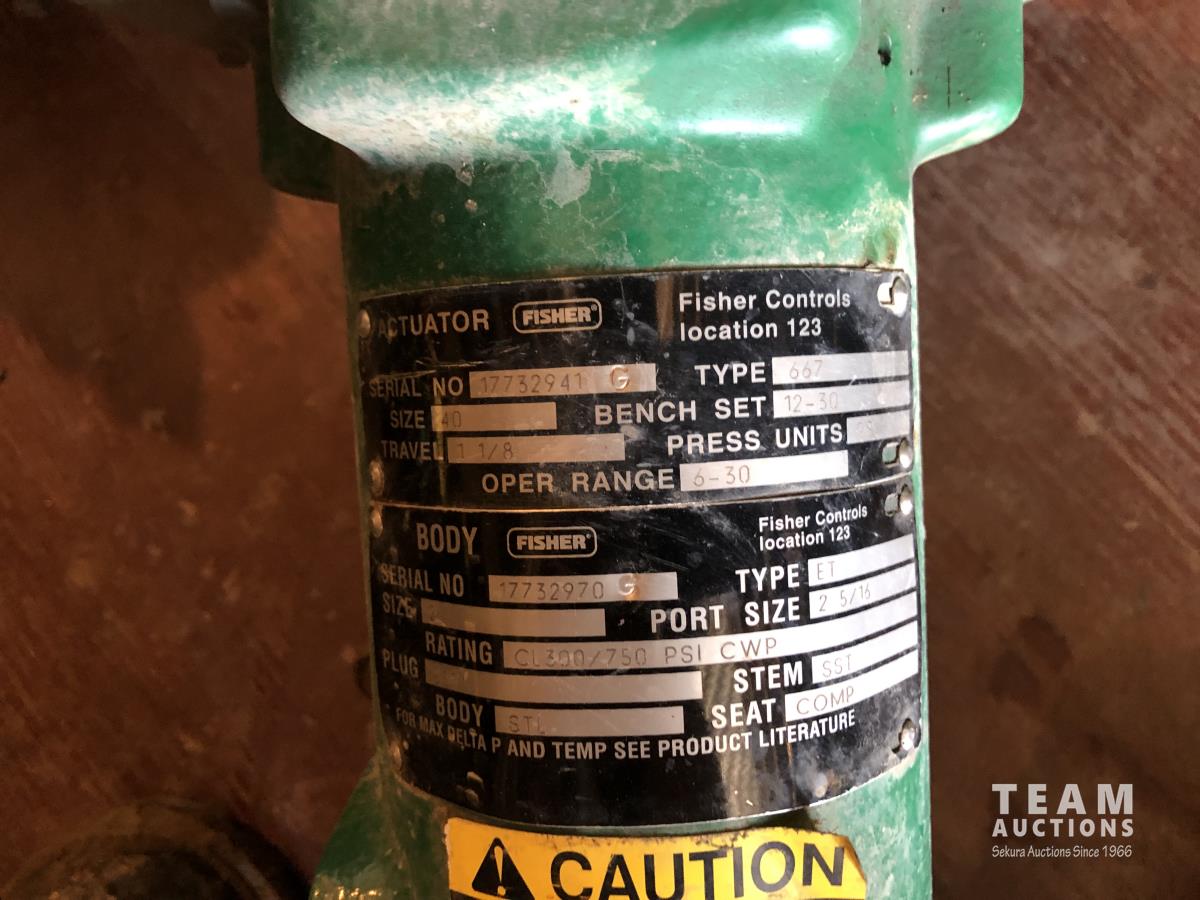 ACTUATOR FISHER® Fisher Controls
location 123
SERIAL NO 17732941 G TYPE 667
SIZE 40 BENCH SET 12-30
TRAVEL 1 1/8 PRESS UNITS
OPER RANGE 6-30
BODY FISHER® Fisher Controls
location 123
SERIAL NO 17732970 G TYPE ET
SIZE PORT SIZE 2 5/16
RATING CL300/750 PSI CWP
PLUG STEM SST
BODY STL SEAT COMP
FOR MAX DELTA P AND TEMP SEE PRODUCT LITERATURE
CAUTION
TEAM
AUCTIONS
Sekura Auctions Since 1966